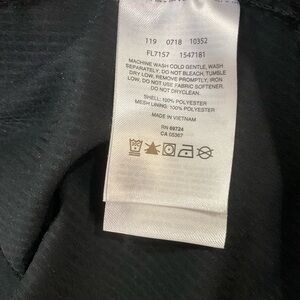 119 0718 10352
FL7157 1547181
MACHINE WASH COLD GENTLE, WASH
SEPARATELY, DO NOT BLEACH, TUMBLE
DRY LOW, REMOVE PROMPTLY, IRON
LOW, DO NOT USE FABRIC SOFTENER,
DO NOT DRYCLEAN.
SHELL: 100% POLYESTER
MESH LINING: 100% POLYESTER
MADE IN VIETNAM
RN 69724
CA 05367